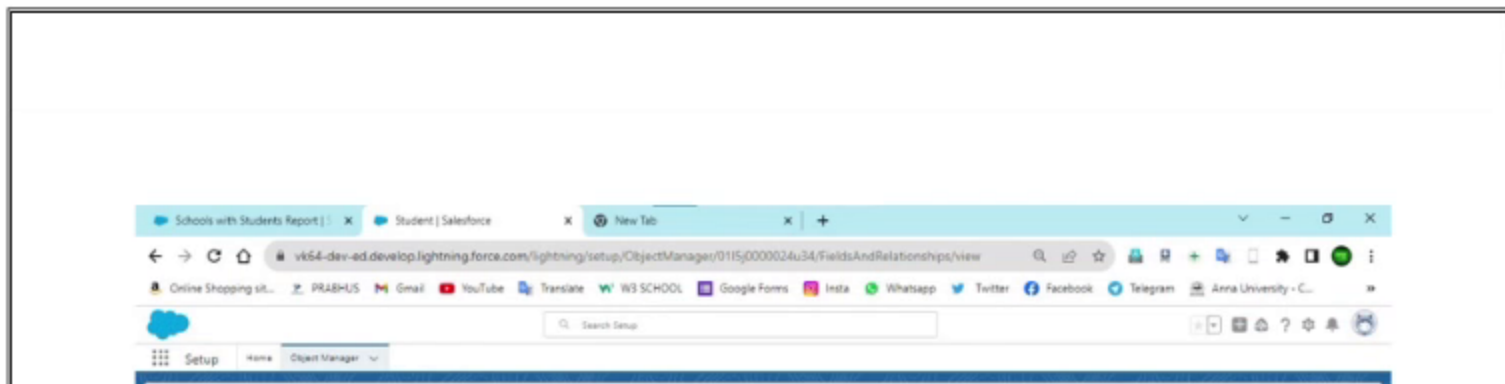 Schools with Students Report | S Student | Salesforce New Tab
vk64-dev-ed.develop.lightning.force.com/lightning/setup/ObjectManager/01I5j0000024u34/FieldsAndRelationships/view
Online Shopping sit... PRABHUS Gmail YouTube Translate W3 SCHOOL Google Forms Insta Whatsapp Twitter Facebook Telegram Anna University - C...
Search Setup
Setup Home Object Manager